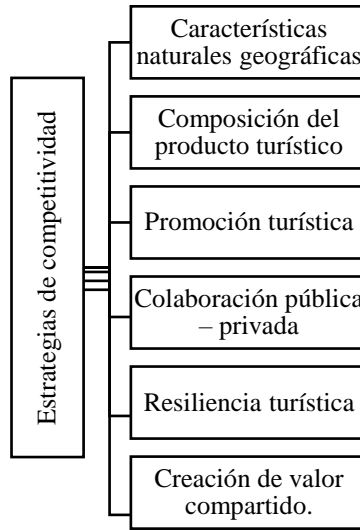 Estrategias de competitividad
Características
naturales geográficas
Composición del
producto turístico
Promoción turística
Colaboración pública
– privada
Resiliencia turística
Creación de valor
compartido.